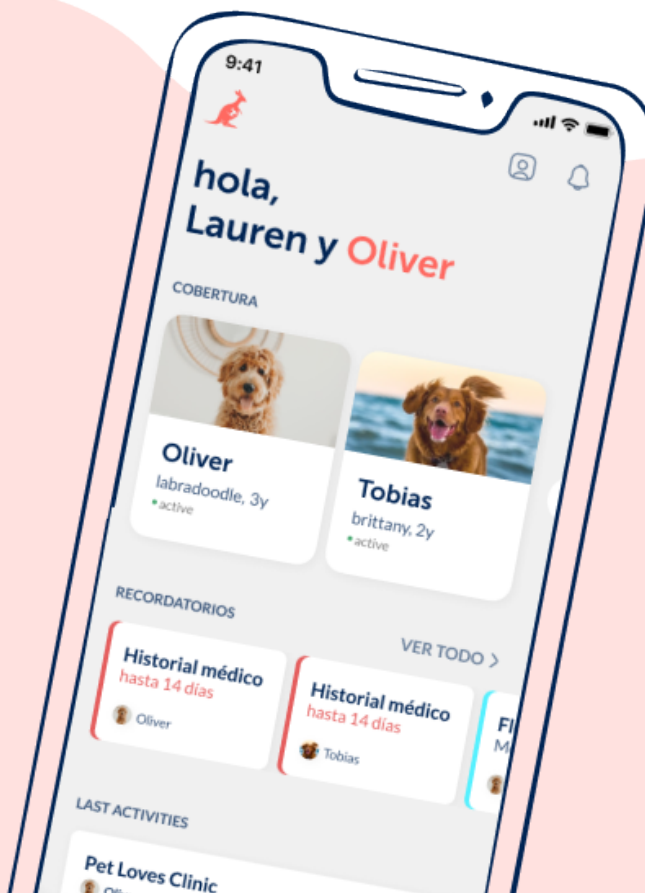 9:41
hola,
Lauren y Oliver
COBERTURA
Oliver
labradoodle, 3y
active
Tobias
brittany, 2y
active
RECORDATORIOS
VER TODO
Historial médico
hasta 14 días
Oliver
Historial médico
hasta 14 días
Tobias
LAST ACTIVITIES
Pet Loves Clinic